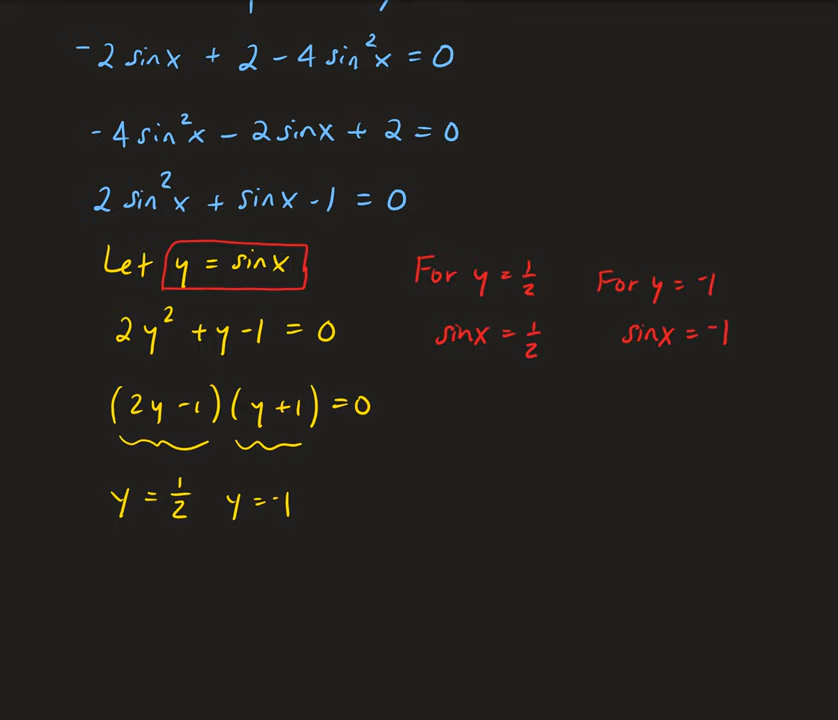 -2 sinx + 2 - 4 sin²x = 0
-4 sin²x - 2 sinx + 2 = 0
2 sin²x + sinx - 1 = 0
Let y = sinx
2y² + y - 1 = 0
(2y - 1)(y + 1) = 0
y = 1/2 y = -1
For y = 1/2
sinx = 1/2
For y = -1
sinx = -1